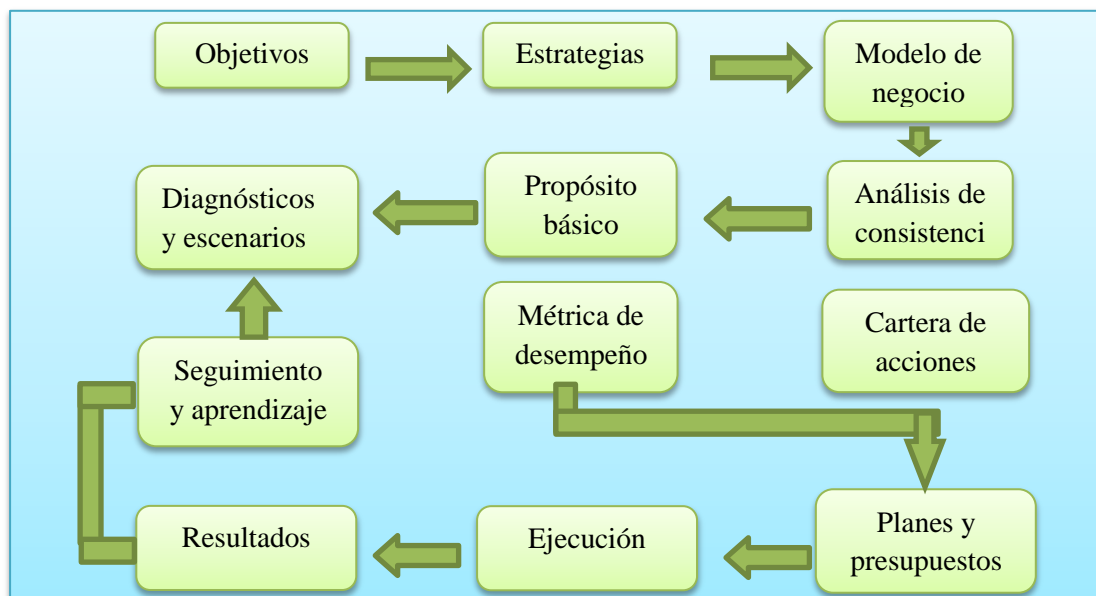 Objetivos
Estrategias
Modelo de
negocio
Diagnósticos
y escenarios
Propósito
básico
Análisis de
consistenci
Seguimiento
y aprendizaje
Métrica de
desempeño
Cartera de
acciones
Resultados
Ejecución
Planes y
presupuestos